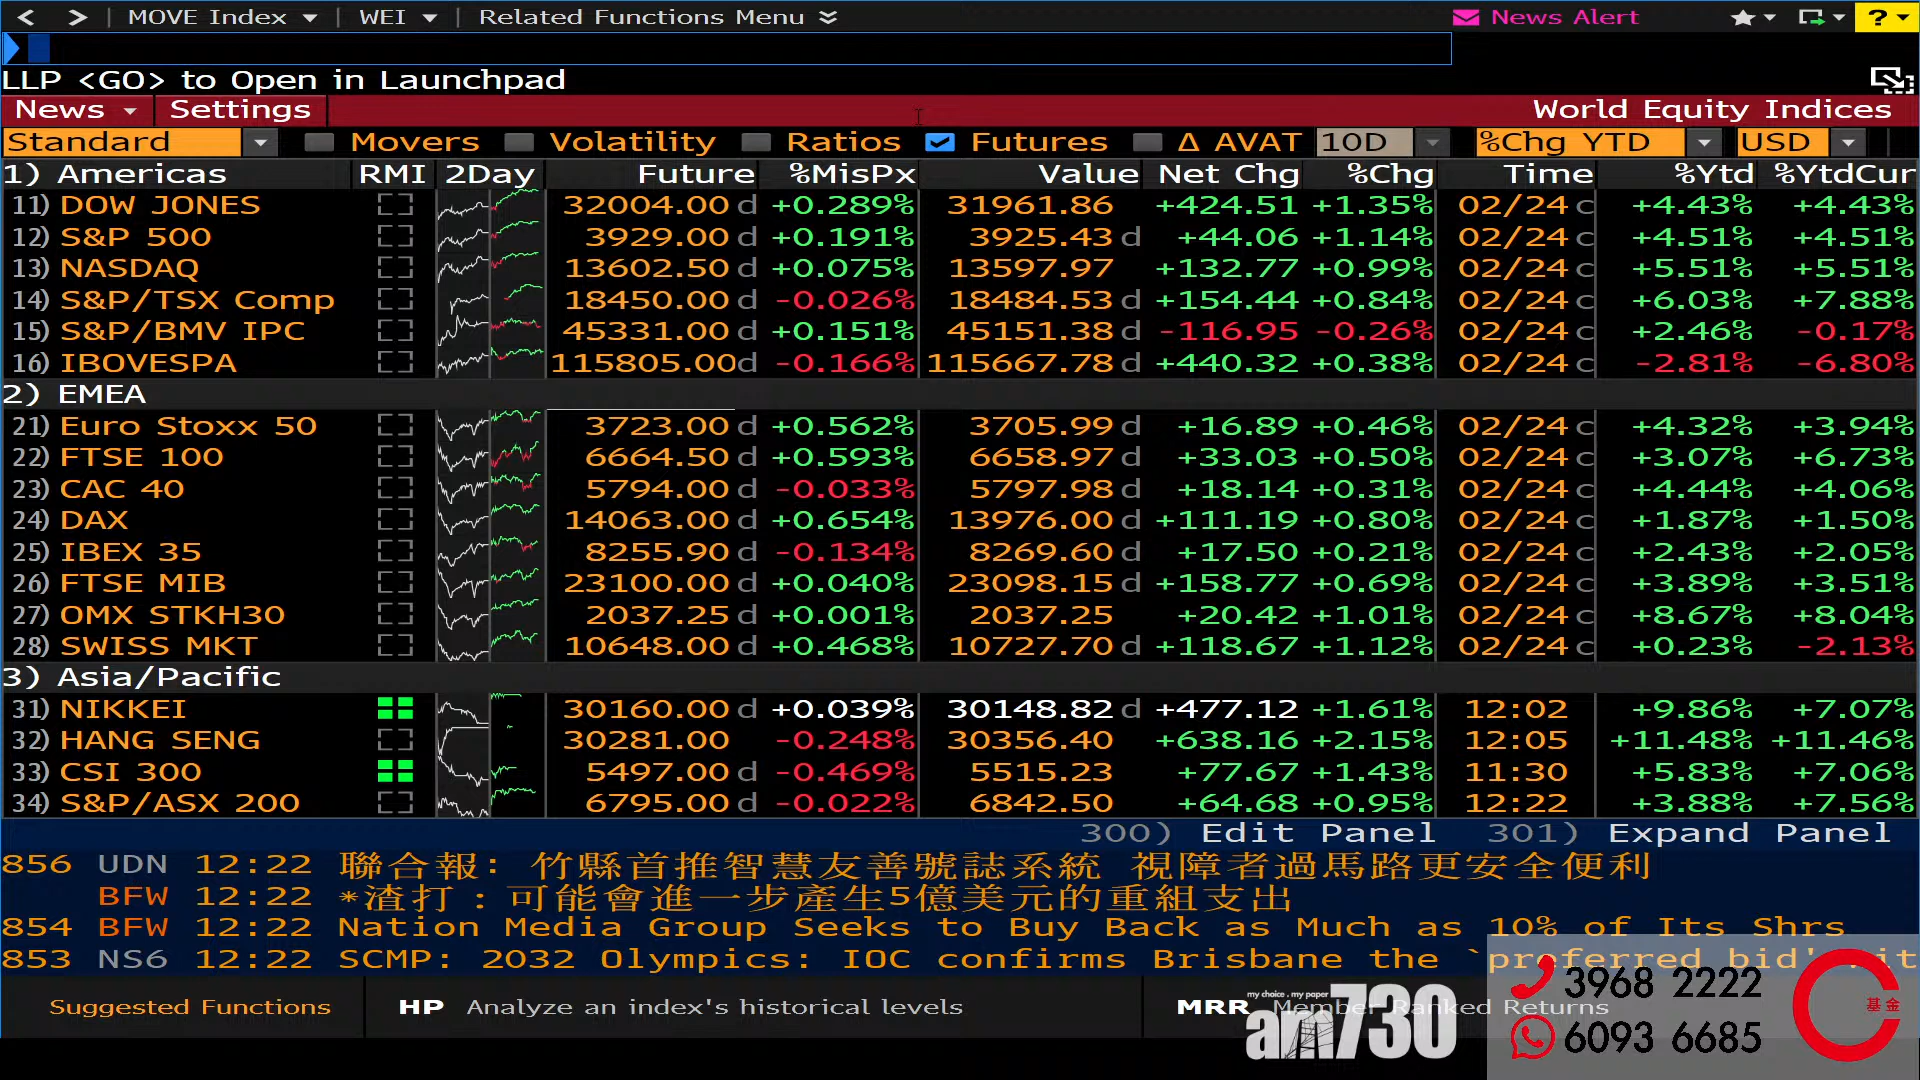 MOVE Index WEI Related Functions Menu News Alert ?
LLP <GO> to Open in Launchpad
News Settings World Equity Indices
Standard Movers Volatility Ratios Futures Δ AVAT 10D %Chg YTD USD
1) Americas RMI 2Day Future %MisPx Value Net Chg %Chg Time %Ytd %YtdCur
11) DOW JONES 32004.00 d +0.289% 31961.86 +424.51 +1.35% 02/24 c +4.43% +4.43%
12) S&P 500 3929.00 d +0.191% 3925.43 d +44.06 +1.14% 02/24 c +4.51% +4.51%
13) NASDAQ 13602.50 d +0.075% 13597.97 +132.77 +0.99% 02/24 c +5.51% +5.51%
14) S&P/TSX Comp 18450.00 d -0.026% 18484.53 d +154.44 +0.84% 02/24 c +6.03% +7.88%
15) S&P/BMV IPC 45331.00 d +0.151% 45151.38 d -116.95 -0.26% 02/24 c +2.46% -0.17%
16) IBOVESPA 115805.00 d -0.166% 115667.78 d +440.32 +0.38% 02/24 c -2.81% -6.80%
2) EMEA
21) Euro Stoxx 50 3723.00 d +0.562% 3705.99 d +16.89 +0.46% 02/24 c +4.32% +3.94%
22) FTSE 100 6664.50 d +0.593% 6658.97 d +33.03 +0.50% 02/24 c +3.07% +6.73%
23) CAC 40 5794.00 d -0.033% 5797.98 d +18.14 +0.31% 02/24 c +4.44% +4.06%
24) DAX 14063.00 d +0.654% 13976.00 d +111.19 +0.80% 02/24 c +1.87% +1.50%
25) IBEX 35 8255.90 d -0.134% 8269.60 d +17.50 +0.21% 02/24 c +2.43% +2.05%
26) FTSE MIB 23100.00 d +0.040% 23098.15 d +158.77 +0.69% 02/24 c +3.89% +3.51%
27) OMX STKH30 2037.25 d +0.001% 2037.25 +20.42 +1.01% 02/24 c +8.67% +8.04%
28) SWISS MKT 10648.00 d +0.468% 10727.70 d +118.67 +1.12% 02/24 c +0.23% -2.13%
3) Asia/Pacific
31) NIKKEI 30160.00 d +0.039% 30148.82 d +477.12 +1.61% 12:02 +9.86% +7.07%
32) HANG SENG 30281.00 -0.248% 30356.40 +638.16 +2.15% 12:05 +11.48% +11.46%
33) CSI 300 5497.00 d -0.469% 5515.23 +77.67 +1.43% 11:30 +5.83% +7.06%
34) S&P/ASX 200 6795.00 d -0.022% 6842.50 +64.68 +0.95% 12:22 +3.88% +7.56%
300) Edit Panel 301) Expand Panel
856 UDN 12:22 聯合報: 竹縣首推智慧友善號誌系統 視障者過馬路更安全便利
BFW 12:22 *渣打：可能會進一步產生5億美元的重組支出
854 BFW 12:22 Nation Media Group Seeks to Buy Back as Much as 10% of Its Shrs
853 NS6 12:22 SCMP: 2032 Olympics: IOC confirms Brisbane the `preferred bid' wit
Suggested Functions HP Analyze an index's historical levels MRR Member Ranked Returns
my choice . my paper
am730
3968 2222
6093 6685
基金